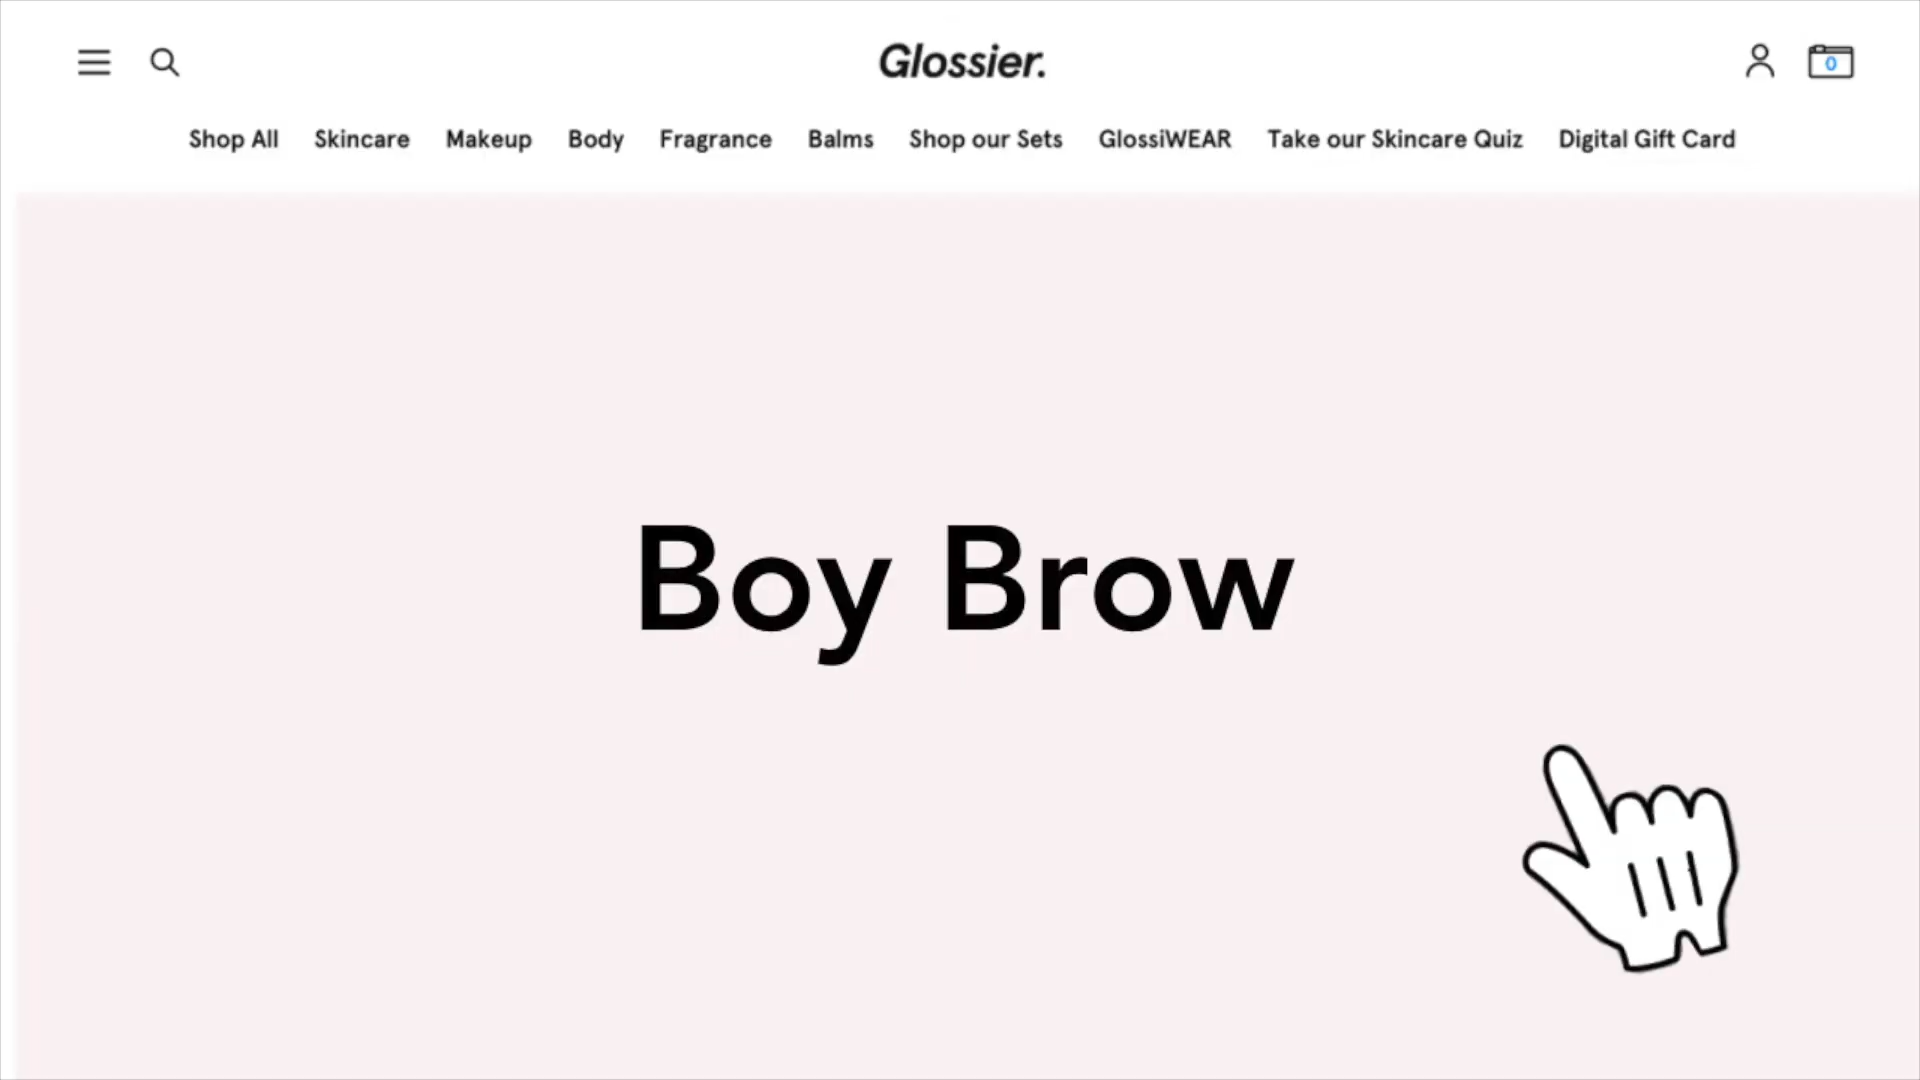 Glossier.
0
Shop All Skincare Makeup Body Fragrance Balms Shop our Sets GlossiWEAR Take our Skincare Quiz Digital Gift Card
Boy Brow